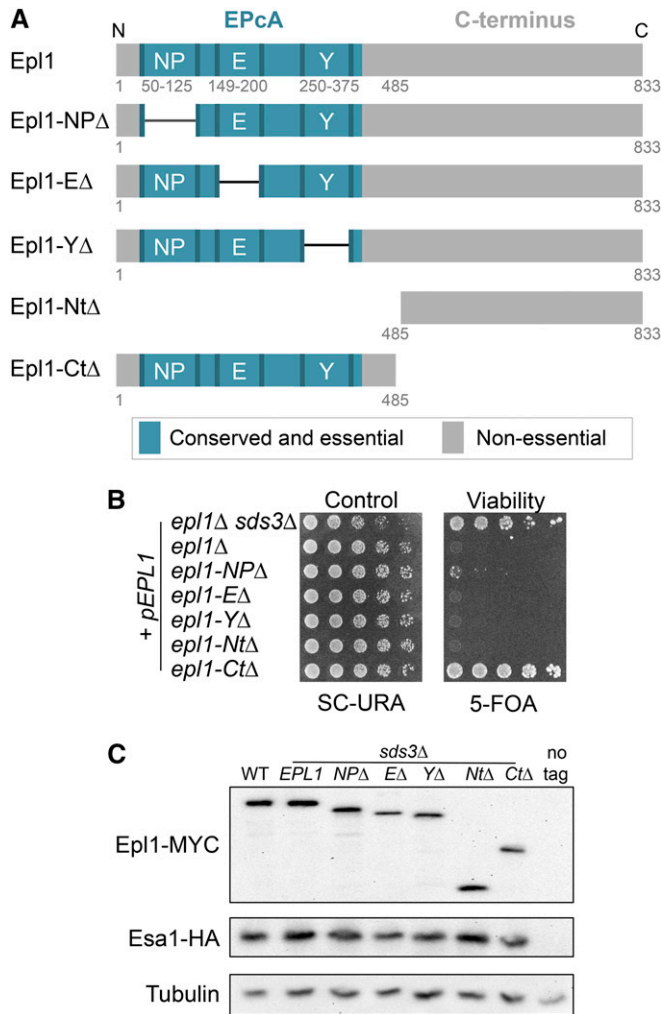 A
EPcA
C-terminus
N
C
Epl1
NP
E
Y
1
50-125
149-200
250-375
485
833
Epl1-NPΔ
E
Y
1
833
Epl1-EΔ
NP
Y
1
833
Epl1-YΔ
NP
E
1
833
Epl1-NtΔ
485
833
Epl1-CtΔ
NP
E
Y
1
485
Conserved and essential
Non-essential
B
Control
Viability
+ pEPL1
epl1Δ sds3Δ
epl1Δ
epl1-NPΔ
epl1-EΔ
epl1-YΔ
epl1-NtΔ
epl1-CtΔ
SC-URA
5-FOA
C
sds3Δ
WT EPL1 NPΔ EΔ YΔ NtΔ CtΔ no tag
Epl1-MYC
Esa1-HA
Tubulin